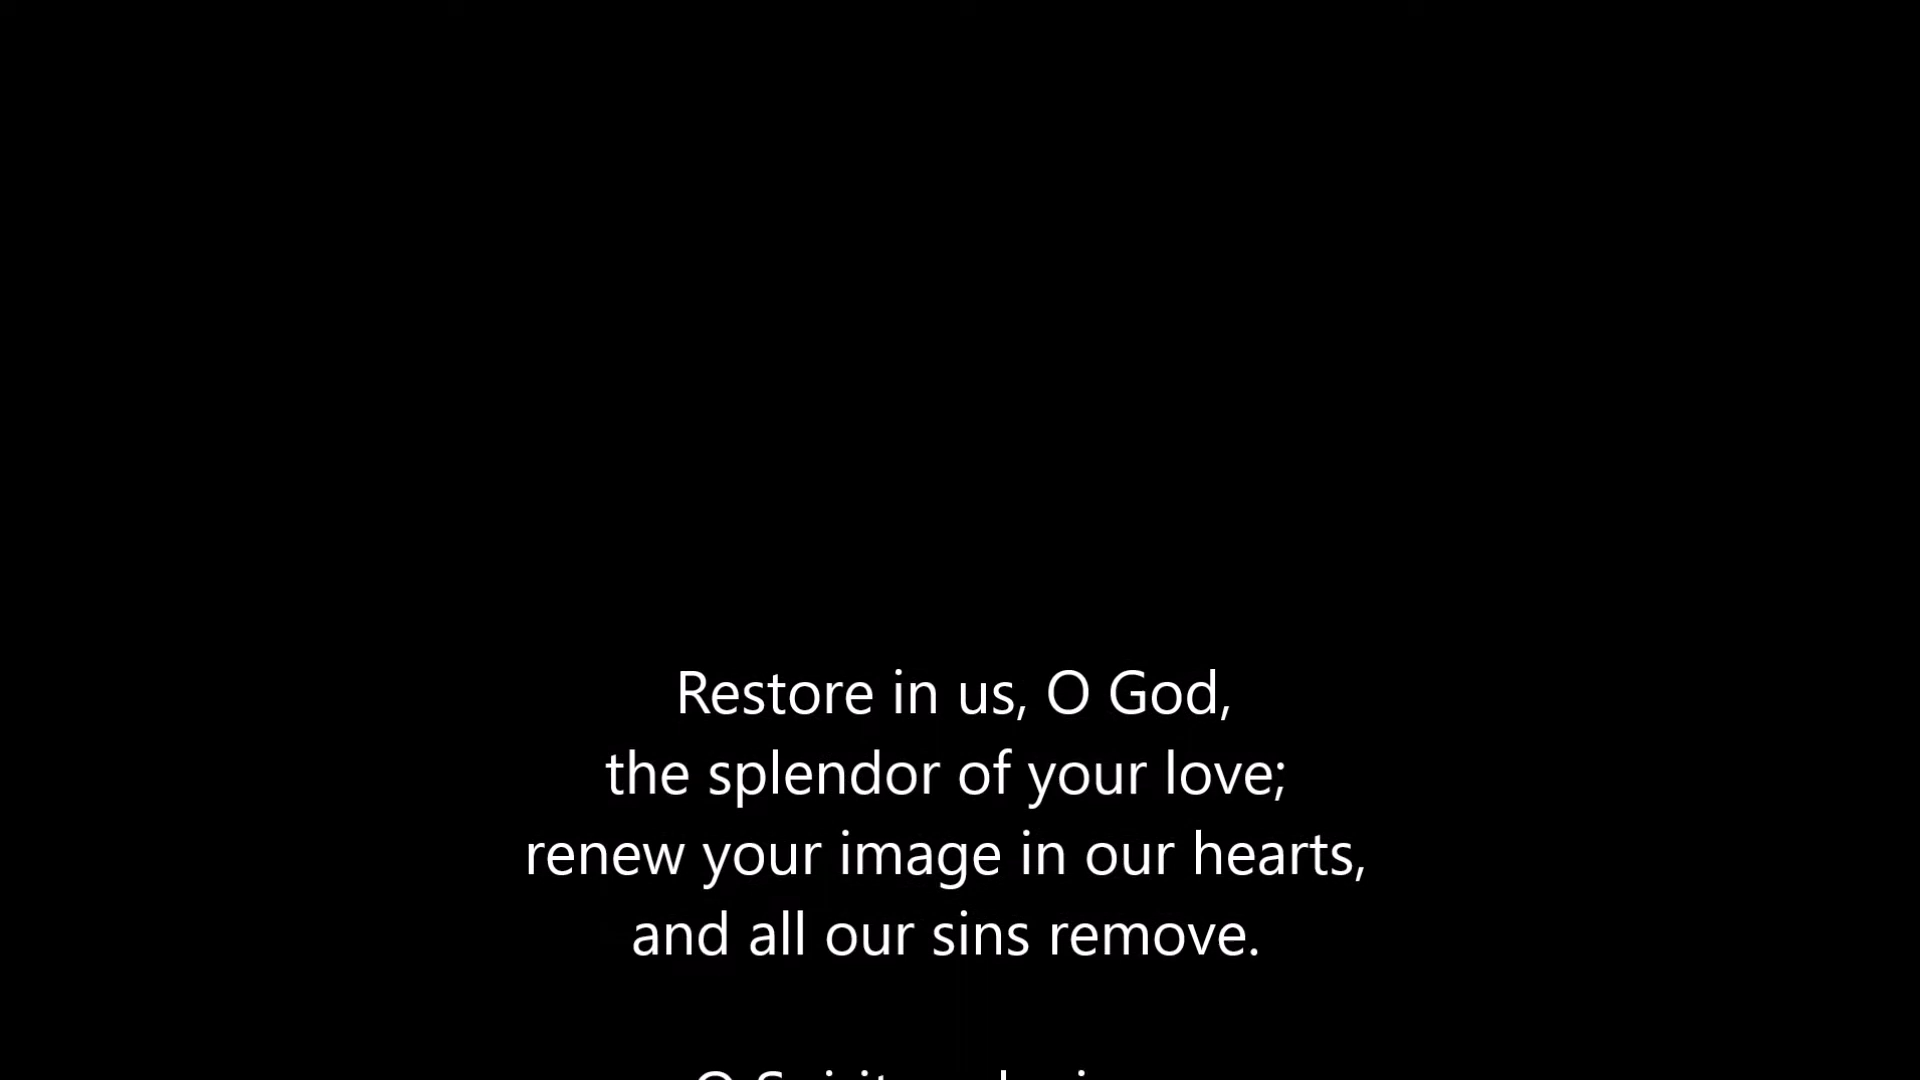 Restore in us, O God,
the splendor of your love;
renew your image in our hearts,
and all our sins remove.
O Spirit